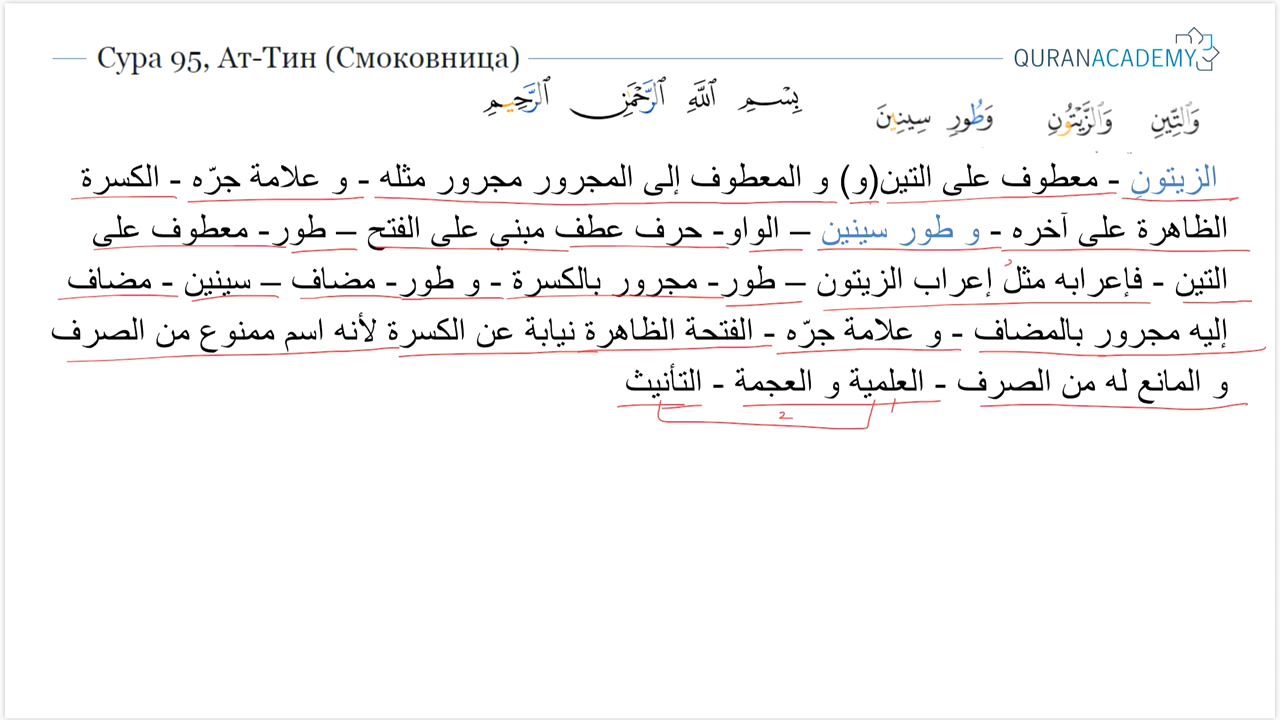 Сура 95, Ат-Тин (Смоковница)
QURANACADEMY
بِسْمِ ٱللَّهِ ٱلرَّحْمَٰنِ ٱلرَّحِيمِ
وَٱلتِّينِ وَٱلزَّيْتُونِ وَطُورِ سِينِينَ
الزيتونِ - معطوف على التين(و) و المعطوف إلى المجرور مجرور مثله - و علامة جرّه - الكسرة
الظاهرة على آخره - و طور سينين – الواو- حرف عطف مبني على الفتح – طور- معطوف على
التين - فإعرابه مثلُ إعراب الزيتون – طور- مجرور بالكسرة - و طور- مضاف – سينين - مضاف
إليه مجرور بالمضاف - و علامة جرّه - الفتحة الظاهرة نيابة عن الكسرة لأنه اسم ممنوع من الصرف
و المانع له من الصرف - العلمية و العجمة - التأنيث
2